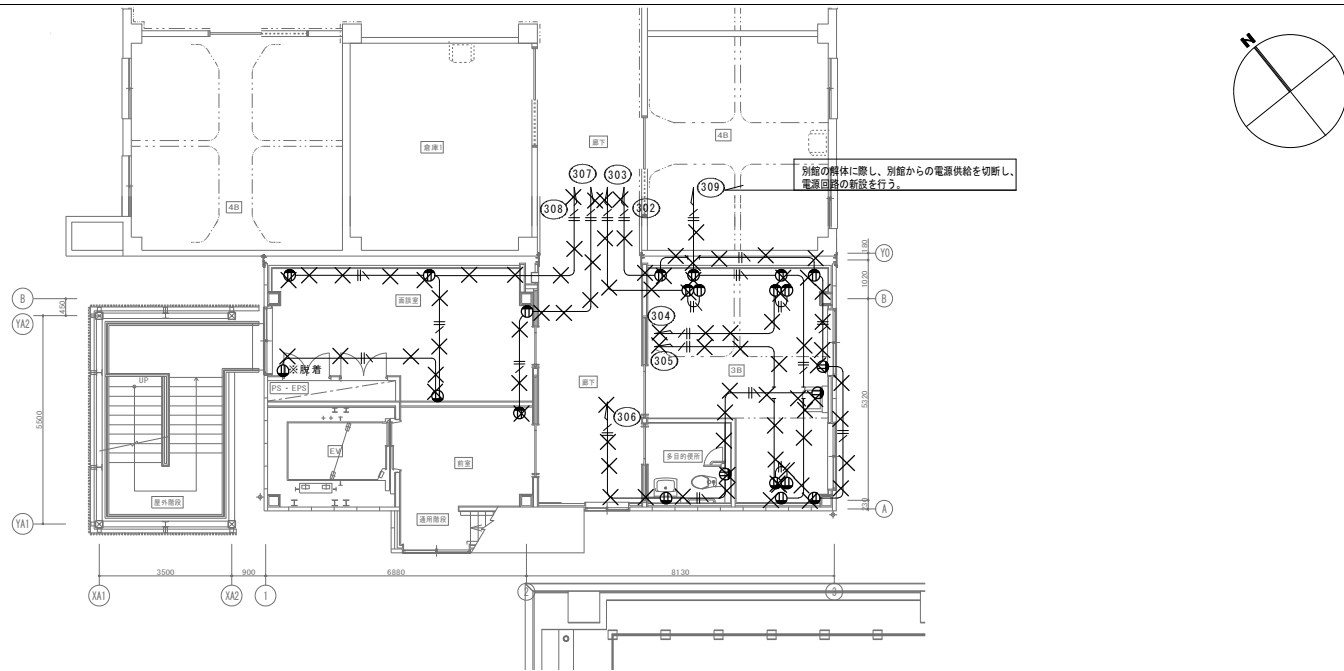 N
倉庫1
廊下
4B
別館の解体に際し、別館からの電源供給を切断し、
電源回路の新設を行う。
307
303
309
308
302
4B
Y0
180
1020
B
B
450
YA2
面談室
304
305
※脱着
3B
UP
PS・EPS
廊下
5500
5320
306
EV
前室
多目的便所
屋外階段
通用階段
230
A
YA1
3500
900
6880
8130
XA1
XA2
1
2
3